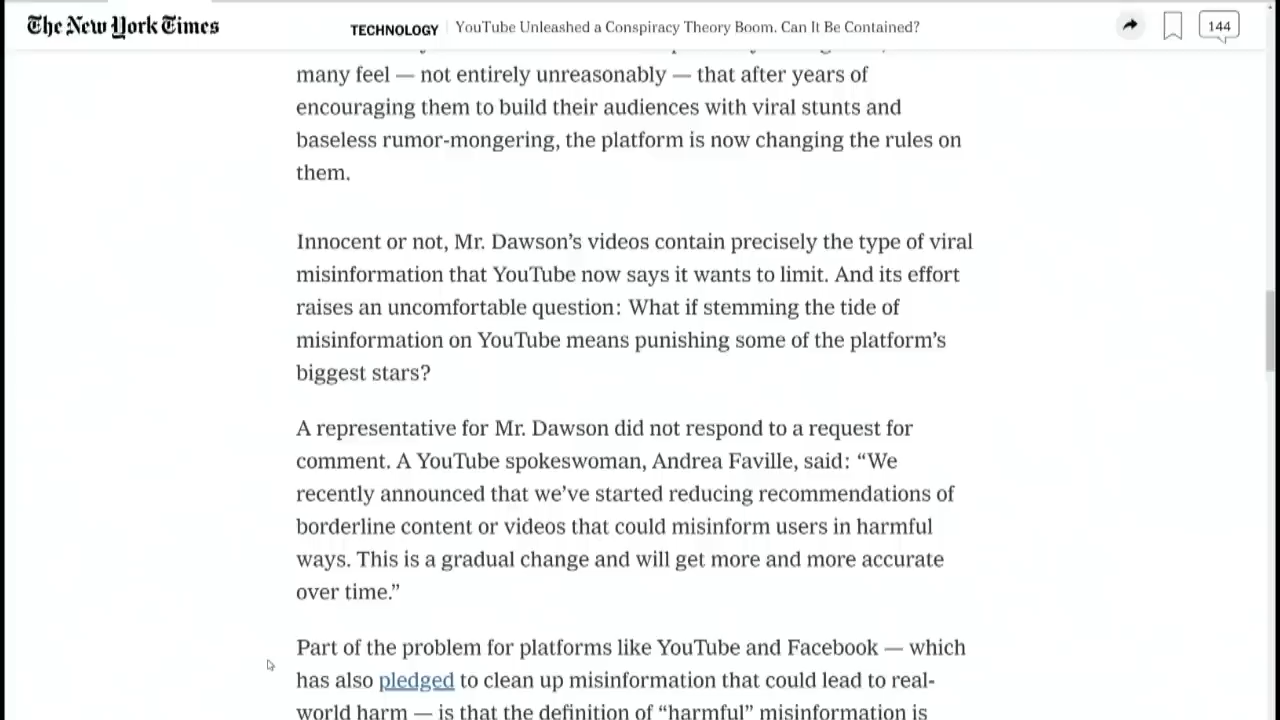 The New York Times
TECHNOLOGY
YouTube Unleashed a Conspiracy Theory Boom. Can It Be Contained?
144
many feel — not entirely unreasonably — that after years of
encouraging them to build their audiences with viral stunts and
baseless rumor-mongering, the platform is now changing the rules on
them.
Innocent or not, Mr. Dawson’s videos contain precisely the type of viral
misinformation that YouTube now says it wants to limit. And its effort
raises an uncomfortable question: What if stemming the tide of
misinformation on YouTube means punishing some of the platform’s
biggest stars?
A representative for Mr. Dawson did not respond to a request for
comment. A YouTube spokeswoman, Andrea Faville, said: “We
recently announced that we’ve started reducing recommendations of
borderline content or videos that could misinform users in harmful
ways. This is a gradual change and will get more and more accurate
over time.”
Part of the problem for platforms like YouTube and Facebook — which
has also pledged to clean up misinformation that could lead to real-
world harm — is that the definition of “harmful” misinformation is